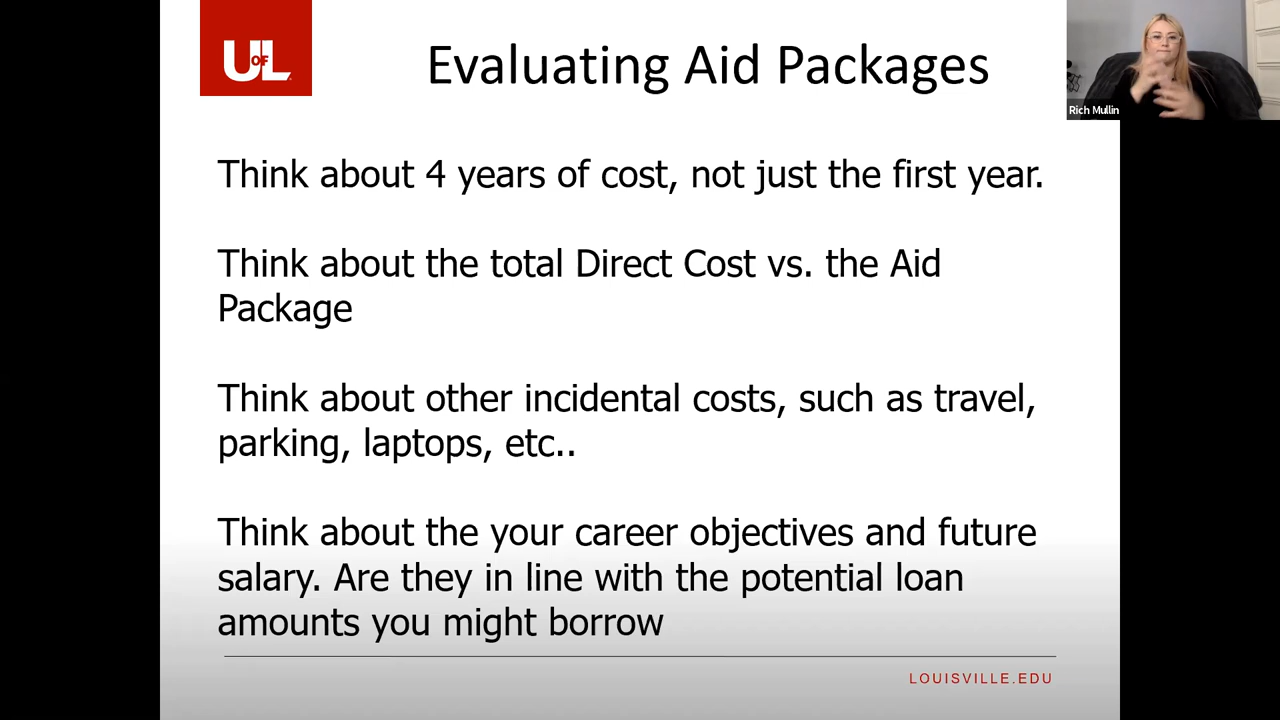 U OF L
Evaluating Aid Packages
Rich Mullin
Think about 4 years of cost, not just the first year.
Think about the total Direct Cost vs. the Aid
Package
Think about other incidental costs, such as travel,
parking, laptops, etc..
Think about the your career objectives and future
salary. Are they in line with the potential loan
amounts you might borrow
LOUISVILLE.EDU